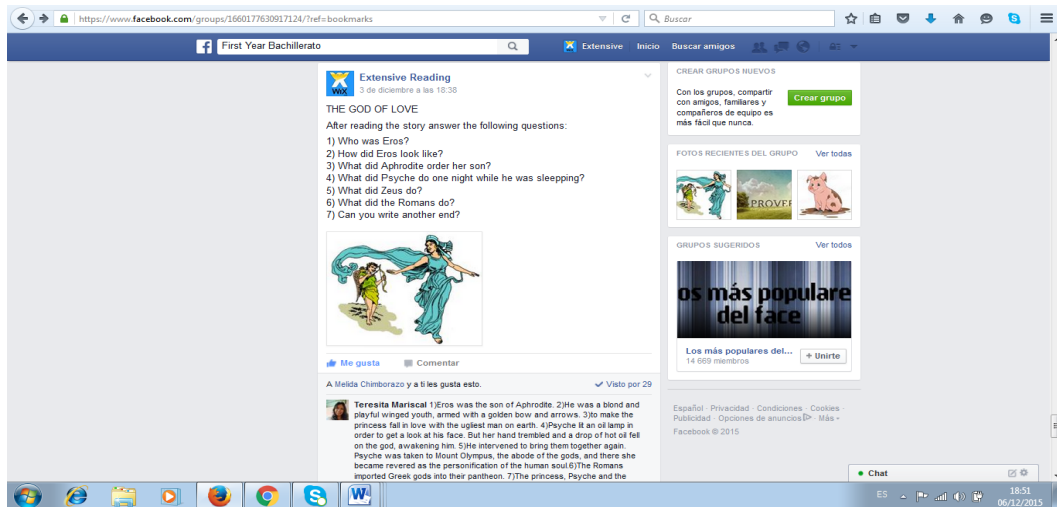 https://www.facebook.com/groups/1660177630917124/?ref=bookmarks
Buscar
First Year Bachillerato
Extensive Inicio Buscar amigos
Extensive Reading
3 de diciembre a las 18:38
WiX
THE GOD OF LOVE
After reading the story answer the following questions:
1) Who was Eros?
2) How did Eros look like?
3) What did Aphrodite order her son?
4) What did Psyche do one night while he was sleepping?
5) What did Zeus do?
6) What did the Romans do?
7) Can you write another end?
Me gusta Comentar
A Melida Chimborazo y a ti les gusta esto. Visto por 29
Teresita Mariscal 1)Eros was the son of Aphrodite. 2)He was a blond and
playful winged youth, armed with a golden bow and arrows. 3)to make the
princess fall in love with the ugliest man on earth. 4)Psyche lit an oil lamp in
order to get a look at his face. But her hand trembled and a drop of hot oil fell
on the god, awakening him. 5)He intervened to bring them together again.
Psyche was taken to Mount Olympus, the abode of the gods, and there she
became revered as the personification of the human soul.6)The Romans
imported Greek gods into their pantheon. 7)The princess, Psyche and the
CREAR GRUPOS NUEVOS
Con los grupos, compartir
con amigos, familiares y
compañeros de equipo es
más fácil que nunca.
Crear grupo
FOTOS RECIENTES DEL GRUPO Ver todas
PROVE
GRUPOS SUGERIDOS Ver todos
os más populare
del face
Los más populares del...
14 669 miembros
+ Unirte
Español · Privacidad · Condiciones · Cookies ·
Publicidad · Opciones de anuncios · Más
Facebook © 2015
Chat
ES
18:51
06/12/2015